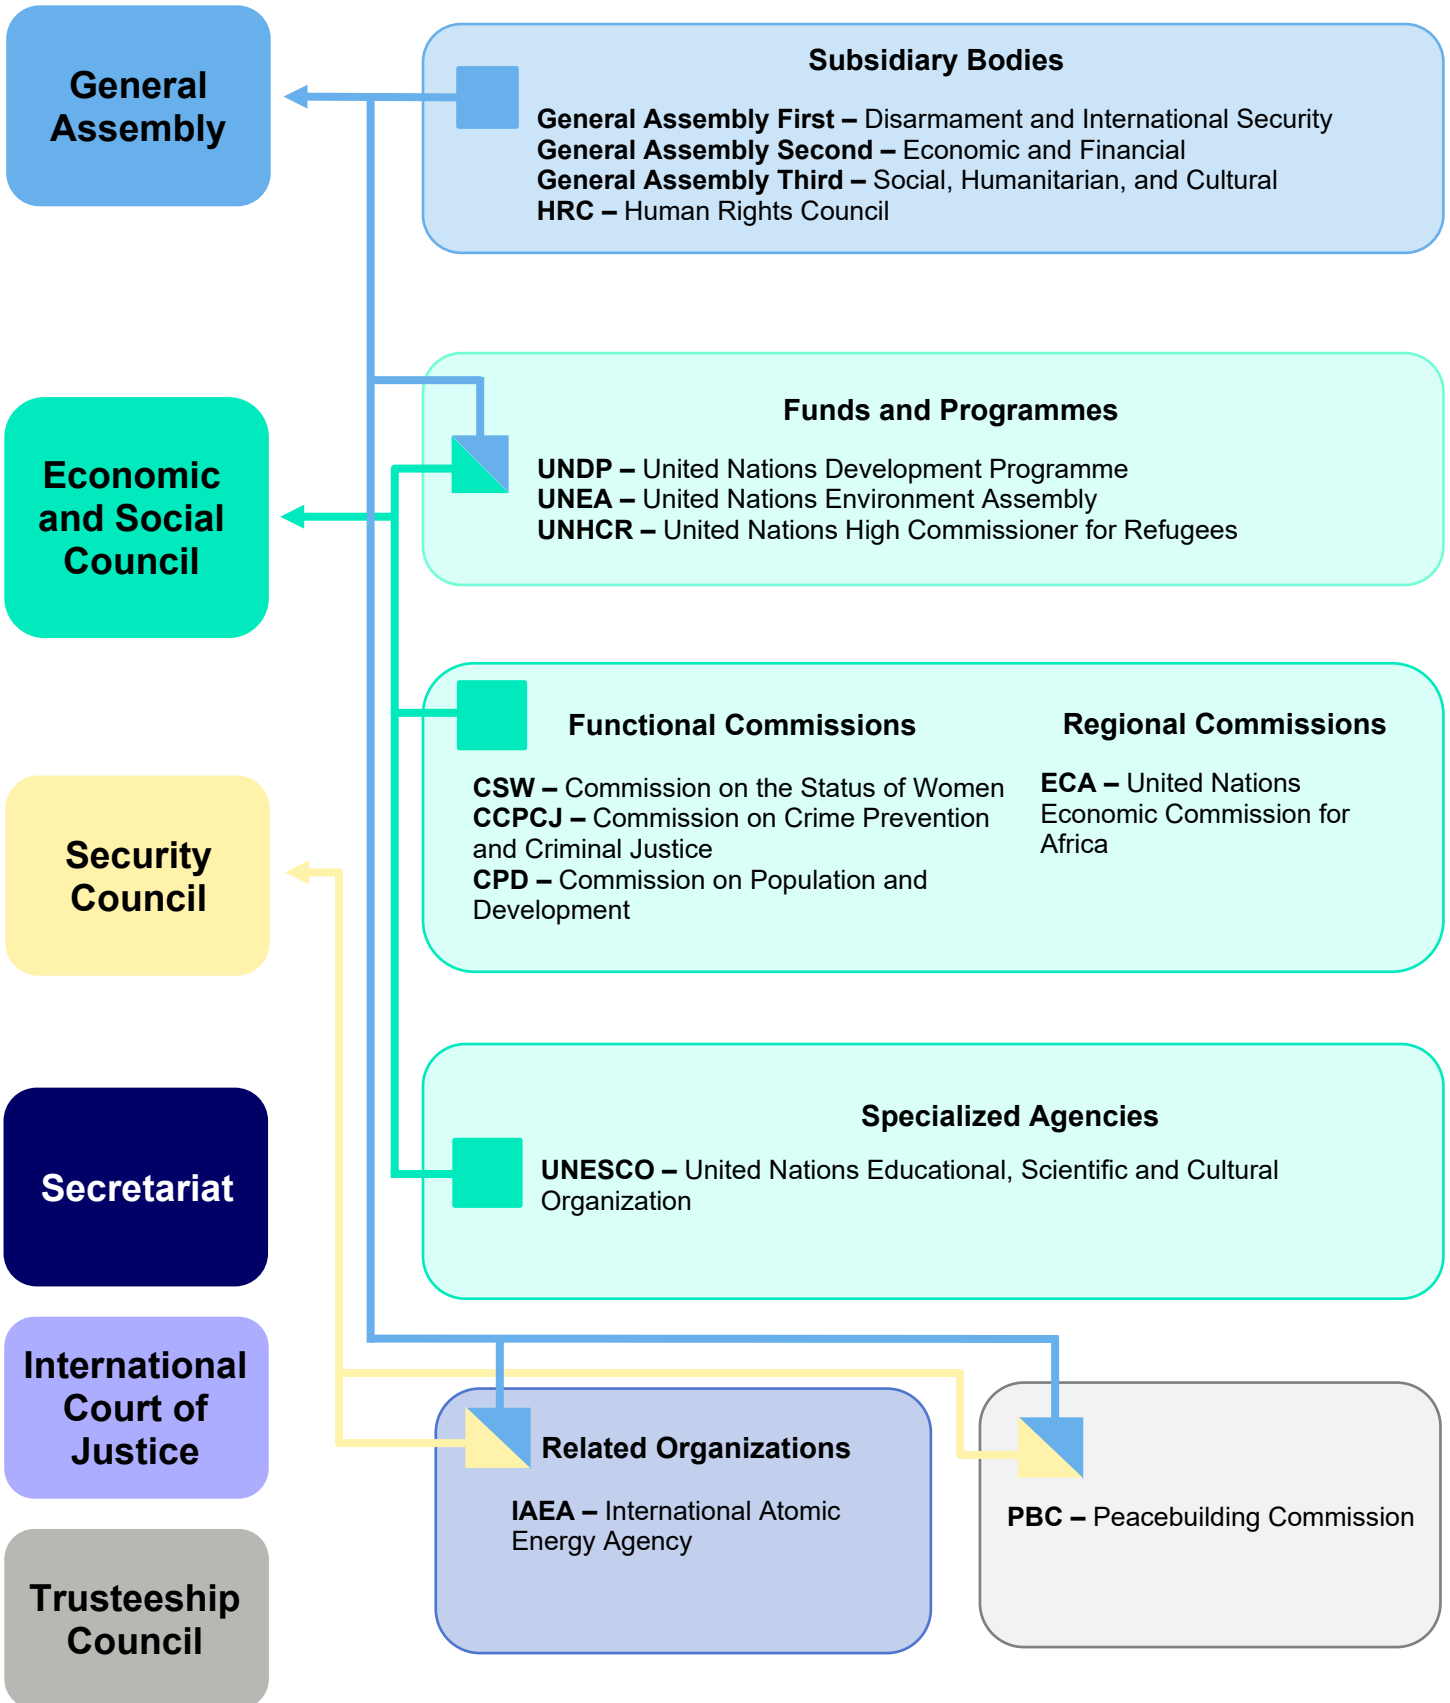 General
Assembly
Subsidiary Bodies
General Assembly First – Disarmament and International Security
General Assembly Second – Economic and Financial
General Assembly Third – Social, Humanitarian, and Cultural
HRC – Human Rights Council
Economic
and Social
Council
Funds and Programmes
UNDP – United Nations Development Programme
UNEA – United Nations Environment Assembly
UNHCR – United Nations High Commissioner for Refugees
Functional Commissions
CSW – Commission on the Status of Women
CCPCJ – Commission on Crime Prevention
and Criminal Justice
CPD – Commission on Population and
Development
Regional Commissions
ECA – United Nations
Economic Commission for
Africa
Security
Council
Specialized Agencies
UNESCO – United Nations Educational, Scientific and Cultural
Organization
Secretariat
International
Court of
Justice
Related Organizations
IAEA – International Atomic
Energy Agency
PBC – Peacebuilding Commission
Trusteeship
Council